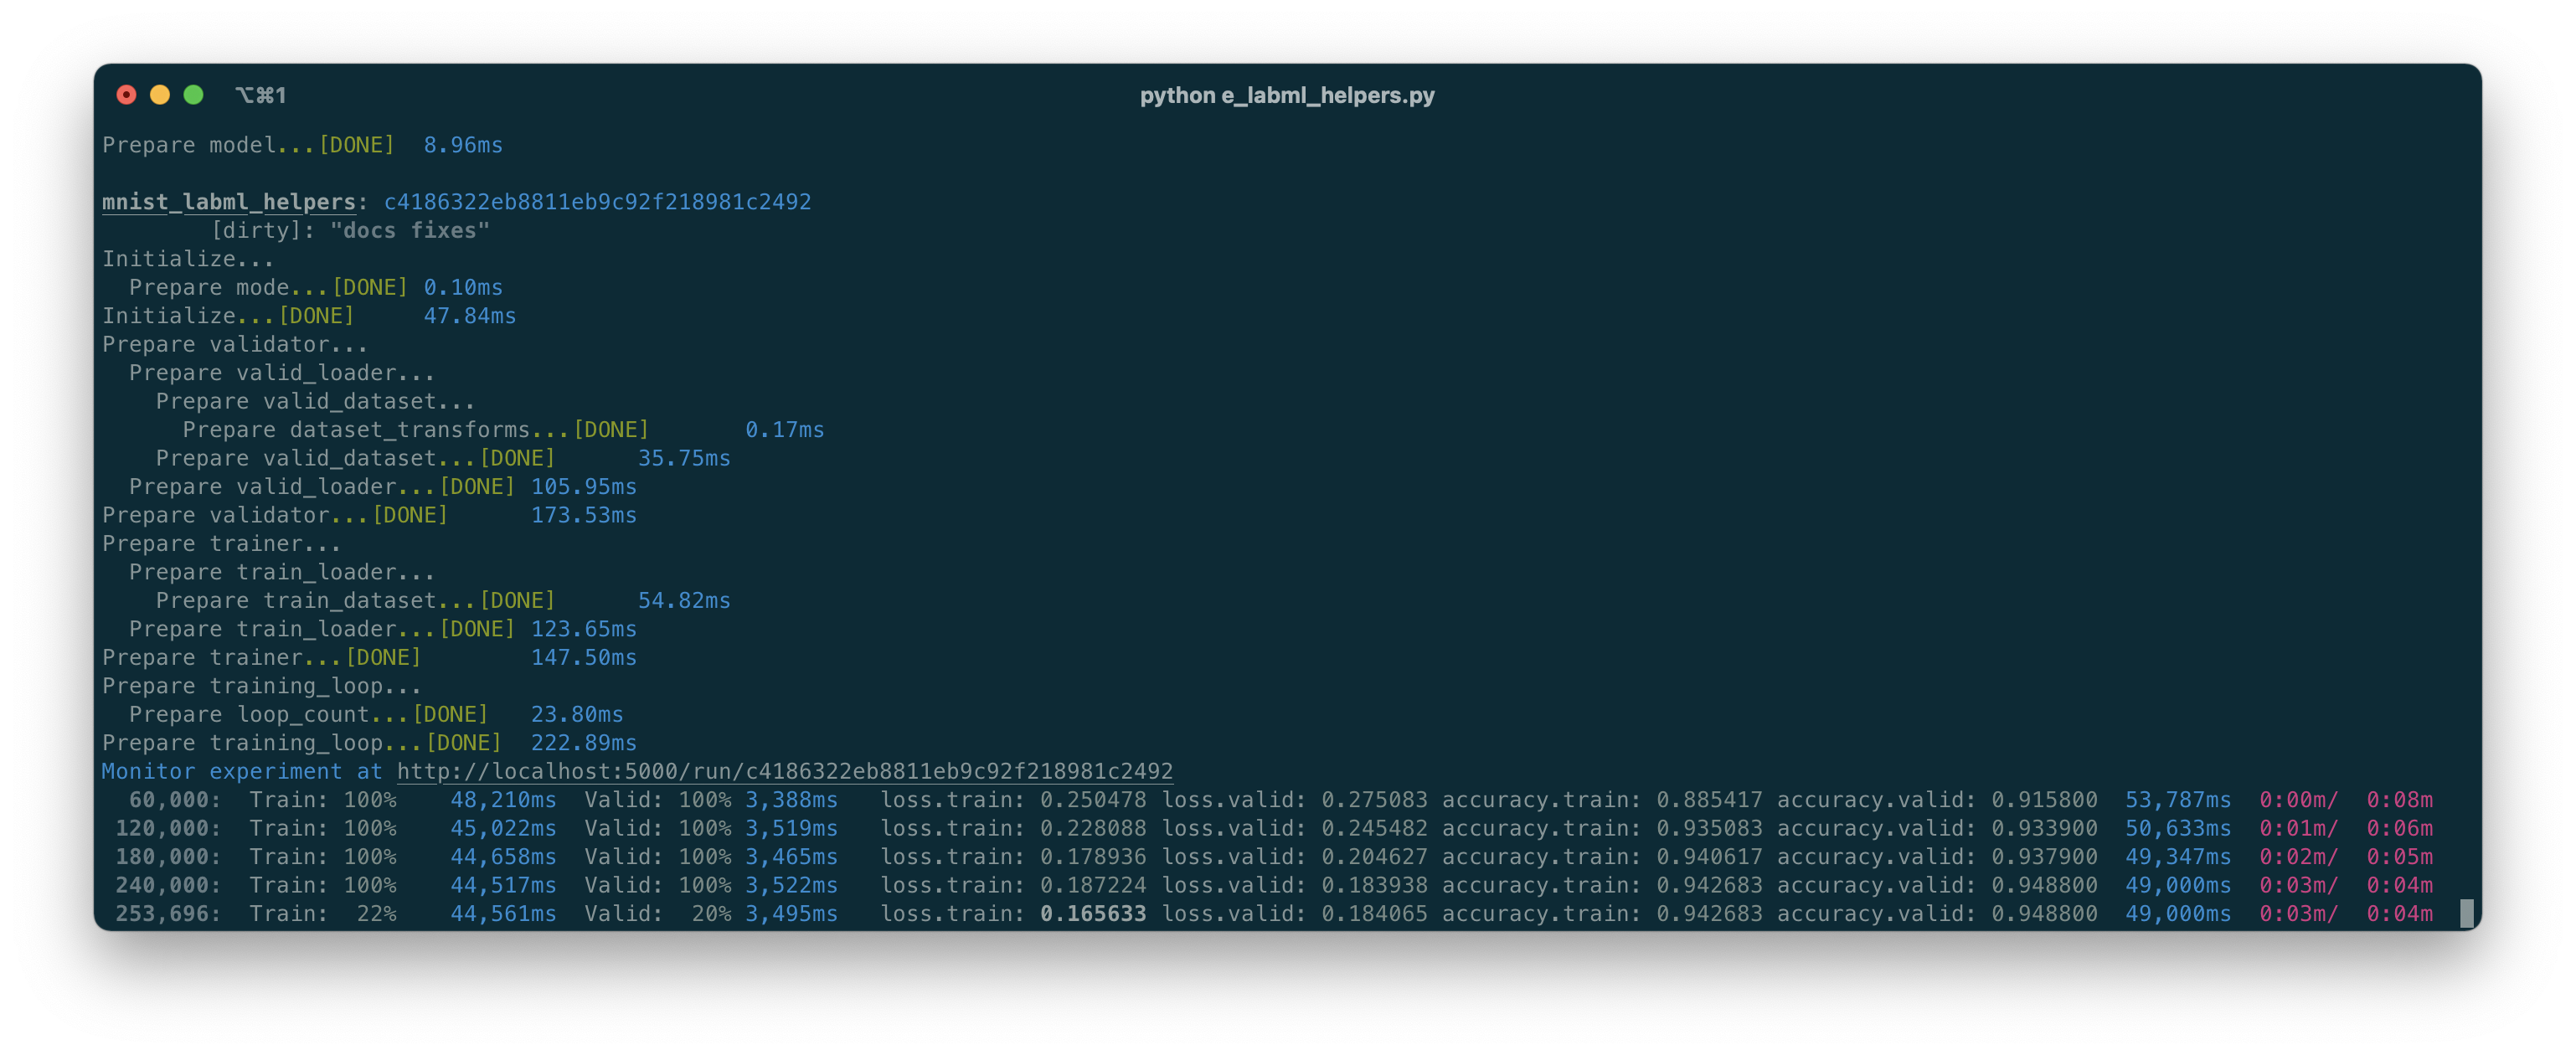 ⌥⌘1 python e_labml_helpers.py
Prepare model...[DONE] 8.96ms
mnist_labml_helpers: c4186322eb8811eb9c92f218981c2492
[dirty]: "docs fixes"
Initialize...
Prepare mode...[DONE] 0.10ms
Initialize...[DONE] 47.84ms
Prepare validator...
Prepare valid_loader...
Prepare valid_dataset...
Prepare dataset_transforms...[DONE] 0.17ms
Prepare valid_dataset...[DONE] 35.75ms
Prepare valid_loader...[DONE] 105.95ms
Prepare validator...[DONE] 173.53ms
Prepare trainer...
Prepare train_loader...
Prepare train_dataset...[DONE] 54.82ms
Prepare train_loader...[DONE] 123.65ms
Prepare trainer...[DONE] 147.50ms
Prepare training_loop...
Prepare loop_count...[DONE] 23.80ms
Prepare training_loop...[DONE] 222.89ms
Monitor experiment at http://localhost:5000/run/c4186322eb8811eb9c92f218981c2492
60,000: Train: 100% 48,210ms Valid: 100% 3,388ms loss.train: 0.250478 loss.valid: 0.275083 accuracy.train: 0.885417 accuracy.valid: 0.915800 53,787ms 0:00m/ 0:08m
120,000: Train: 100% 45,022ms Valid: 100% 3,519ms loss.train: 0.228088 loss.valid: 0.245482 accuracy.train: 0.935083 accuracy.valid: 0.933900 50,633ms 0:01m/ 0:06m
180,000: Train: 100% 44,658ms Valid: 100% 3,465ms loss.train: 0.178936 loss.valid: 0.204627 accuracy.train: 0.940617 accuracy.valid: 0.937900 49,347ms 0:02m/ 0:05m
240,000: Train: 100% 44,517ms Valid: 100% 3,522ms loss.train: 0.187224 loss.valid: 0.183938 accuracy.train: 0.942683 accuracy.valid: 0.948800 49,000ms 0:03m/ 0:04m
253,696: Train: 22% 44,561ms Valid: 20% 3,495ms loss.train: 0.165633 loss.valid: 0.184065 accuracy.train: 0.942683 accuracy.valid: 0.948800 49,000ms 0:03m/ 0:04m